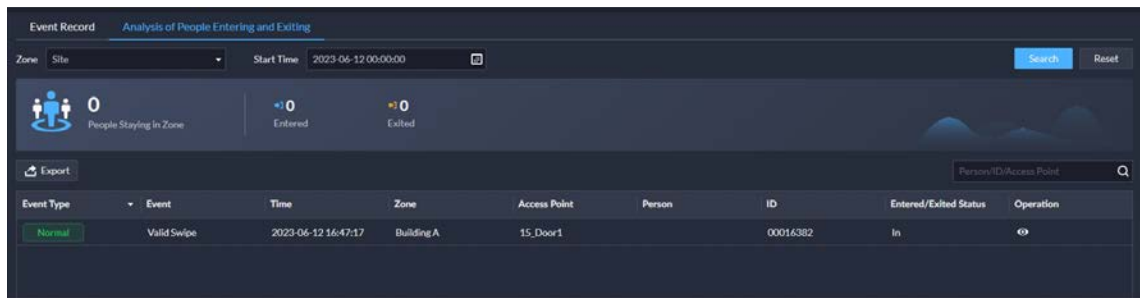 Event Record Analysis of People Entering and Exiting
Zone Site Start Time 2023-06-12 00:00:00 Search Reset
0 0 0
People Staying in Zone Entered Exited
Export Person/ID/Access Point
Event Type Event Time Zone Access Point Person ID Entered/Exited Status Operation
Normal Valid Swipe 2023-06-12 16:47:17 Building A 15_Door1 00016382 In